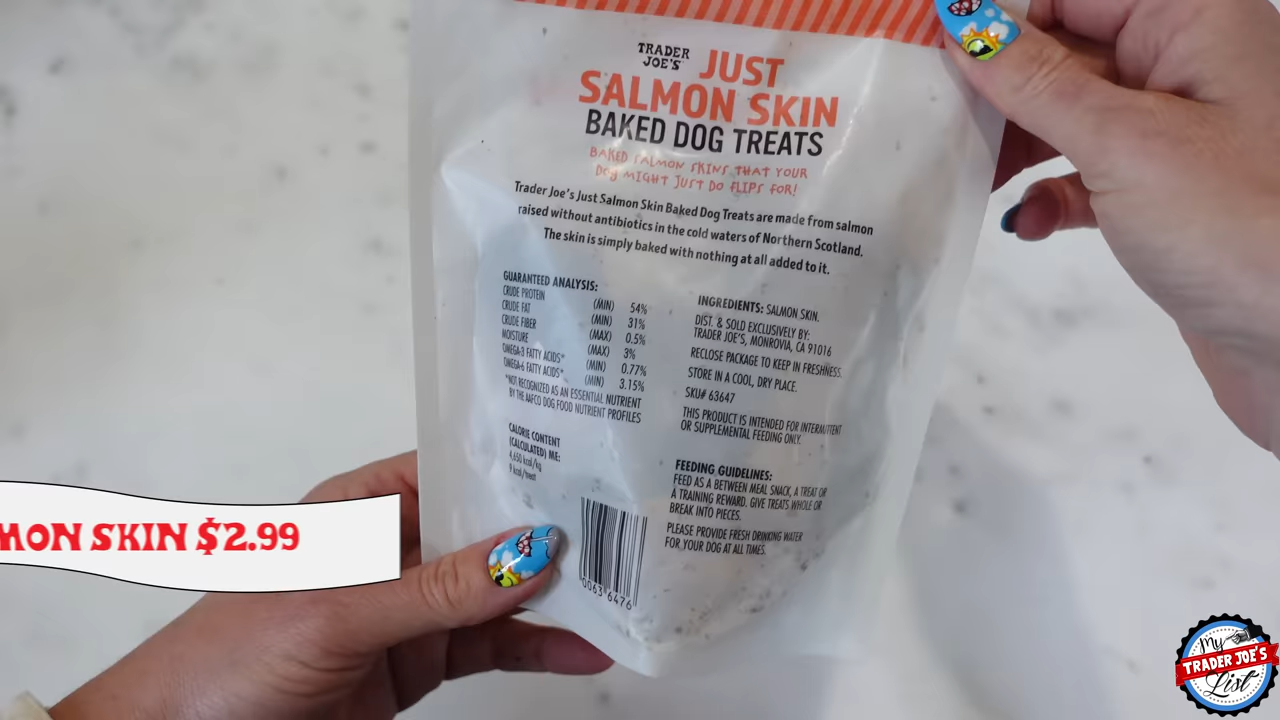 TRADER JOE'S JUST
SALMON SKIN
BAKED DOG TREATS
BAKED SALMON SKINS THAT YOUR
DOG MIGHT JUST DO FLIPS FOR!
Trader Joe's Just Salmon Skin Baked Dog Treats are made from salmon
raised without antibiotics in the cold waters of Northern Scotland.
The skin is simply baked with nothing at all added to it.
GUARANTEED ANALYSIS:
CRUDE PROTEIN (MIN) 54%
CRUDE FAT (MIN) 31%
CRUDE FIBER (MAX) 0.5%
MOISTURE (MAX) 3%
OMEGA-3 FATTY ACIDS* (MIN) 0.77%
OMEGA-6 FATTY ACIDS* (MIN) 3.15%
*NOT RECOGNIZED AS AN ESSENTIAL NUTRIENT
BY THE AAFCO DOG FOOD NUTRIENT PROFILES
CALORIE CONTENT
(CALCULATED) ME:
4,650 kcal/kg
9 kcal/treat
INGREDIENTS: SALMON SKIN.
DIST. & SOLD EXCLUSIVELY BY:
TRADER JOE'S, MONROVIA, CA 91016
RECLOSE PACKAGE TO KEEP IN FRESHNESS.
STORE IN A COOL, DRY PLACE.
SKU# 63647
THIS PRODUCT IS INTENDED FOR INTERMITTENT
OR SUPPLEMENTAL FEEDING ONLY.
FEEDING GUIDELINES:
FEED AS A BETWEEN MEAL SNACK, A TREAT OR
A TRAINING REWARD. GIVE TREATS WHOLE OR
BREAK INTO PIECES.
PLEASE PROVIDE FRESH DRINKING WATER
FOR YOUR DOG AT ALL TIMES.
0063 6476
MON SKIN $2.99
My
TRADER JOE'S
List